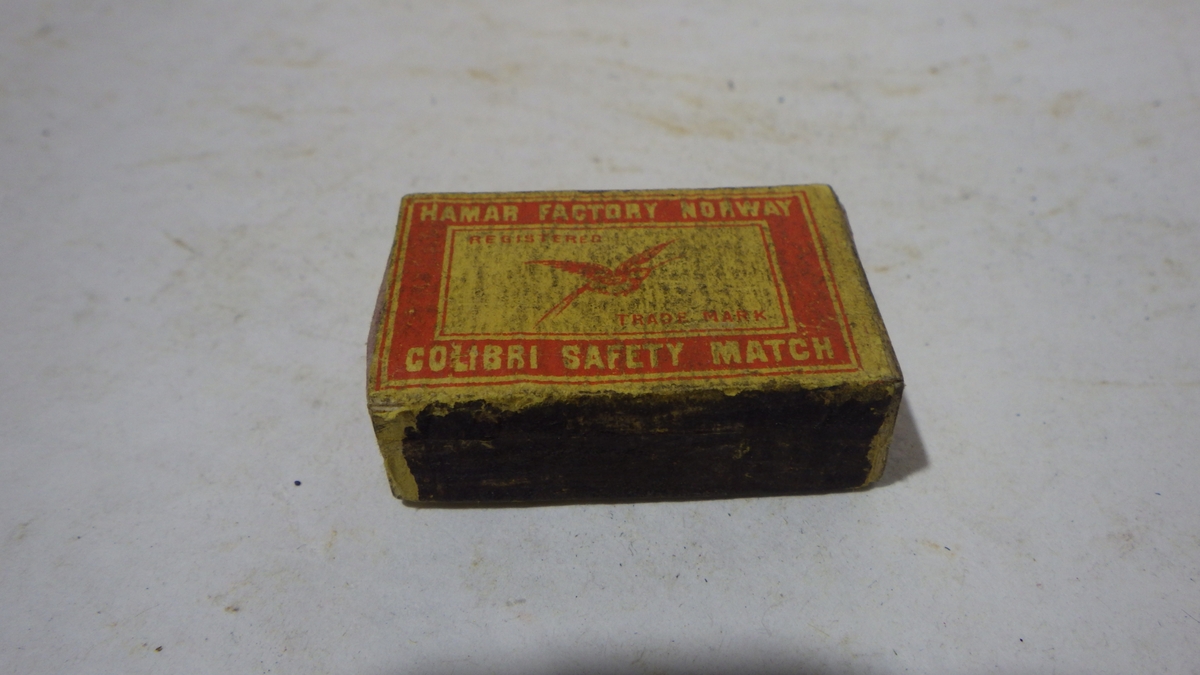 HAMAR FACTORY NORWAY
REGISTERED
TRADE MARK
COLIBRI SAFETY MATCH